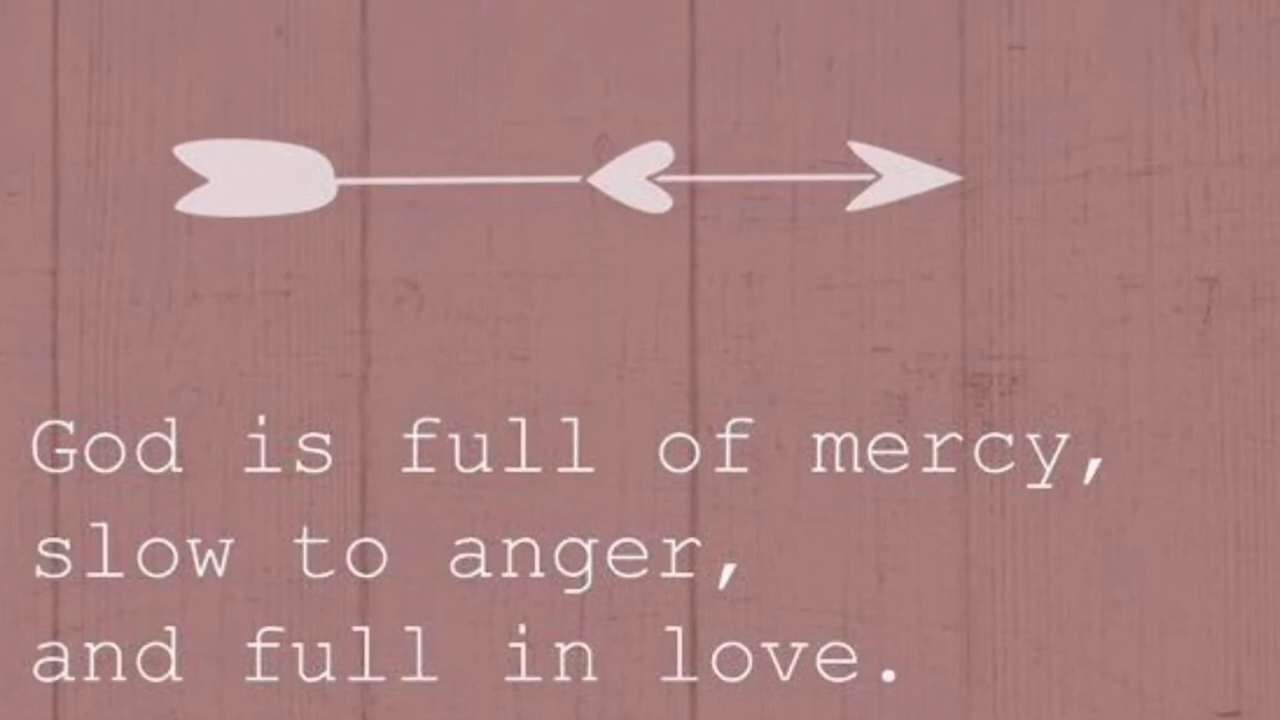 God is full of mercy,
slow to anger,
and full in love.